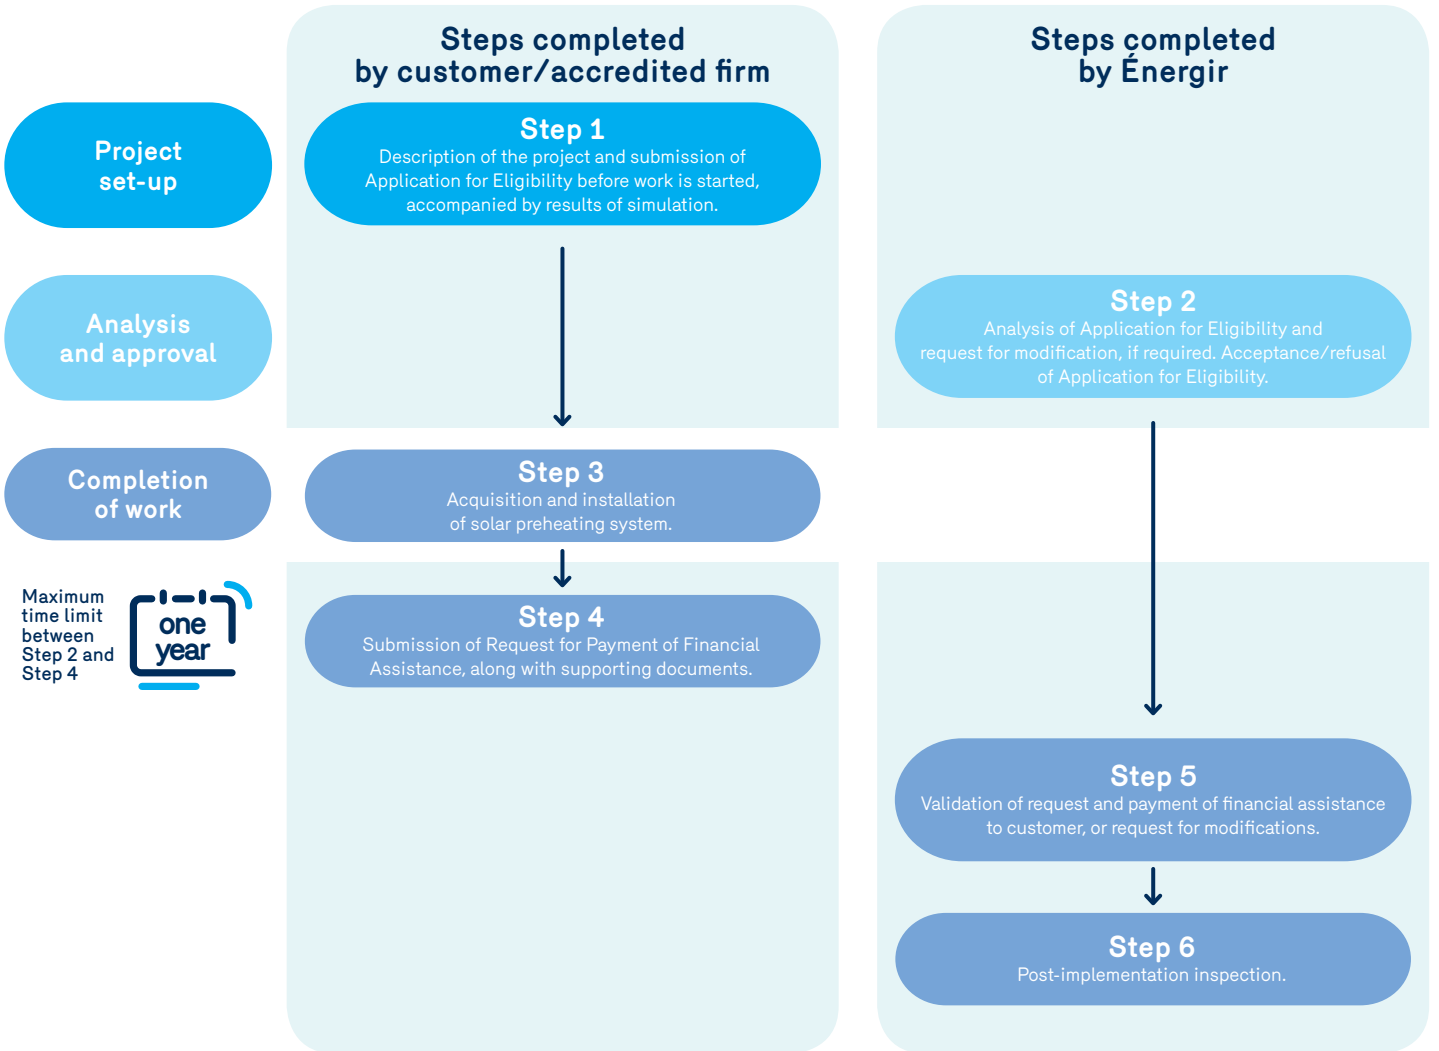 Steps completed
by customer/accredited firm
Steps completed
by Énergir
Project
set-up
Step 1
Description of the project and submission of
Application for Eligibility before work is started,
accompanied by results of simulation.
Analysis
and approval
Step 2
Analysis of Application for Eligibility and
request for modification, if required. Acceptance/refusal
of Application for Eligibility.
Completion
of work
Step 3
Acquisition and installation
of solar preheating system.
Maximum
time limit
between
Step 2 and
Step 4
one
year
Step 4
Submission of Request for Payment of Financial
Assistance, along with supporting documents.
Step 5
Validation of request and payment of financial assistance
to customer, or request for modifications.
Step 6
Post-implementation inspection.